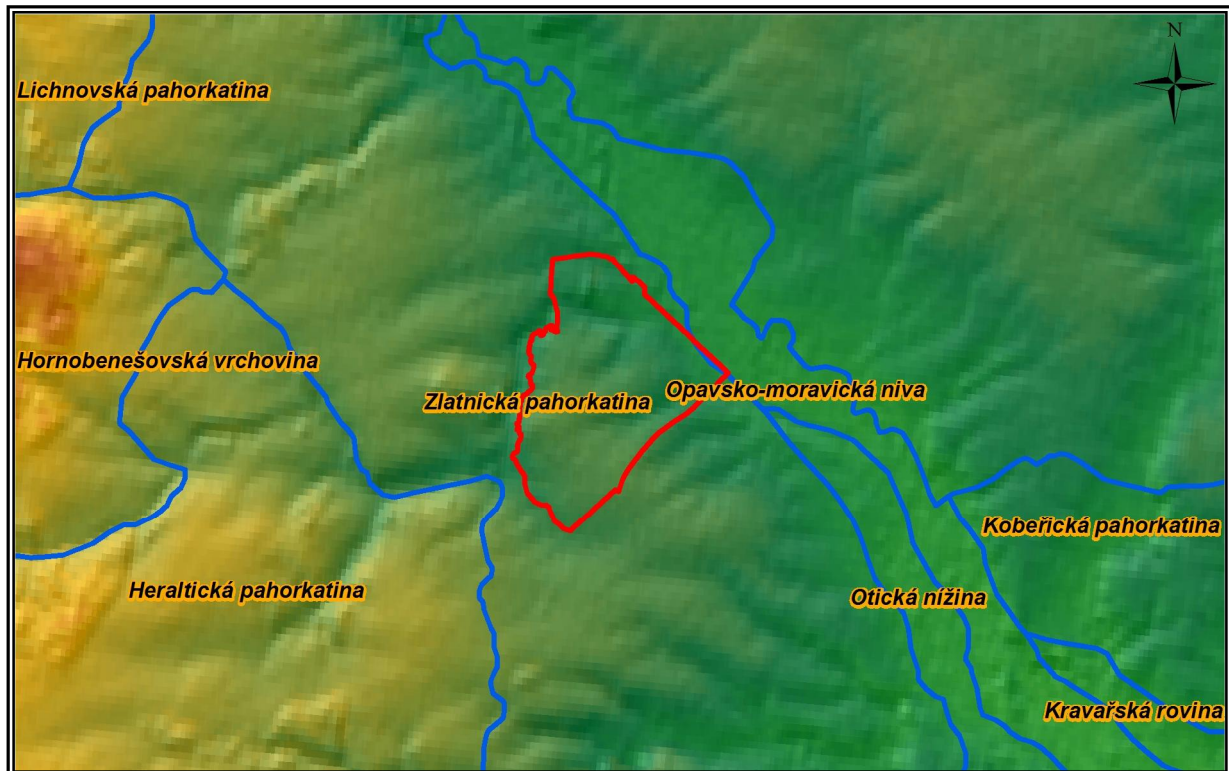 N
Lichnovská pahorkatina
Hornobenešovská vrchovina
Zlatnická pahorkatina
Opavsko-moravická niva
Kobeřická pahorkatina
Heraltická pahorkatina
Otická nížina
Kravařská rovina